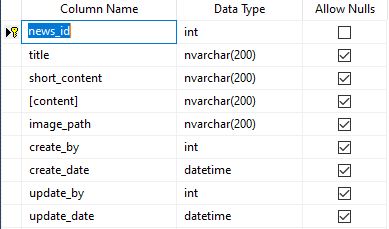 Column Name Data Type Allow Nulls
news_id int
title nvarchar(200)
short_content nvarchar(200)
[content] nvarchar(200)
image_path nvarchar(200)
create_by int
create_date datetime
update_by int
update_date datetime